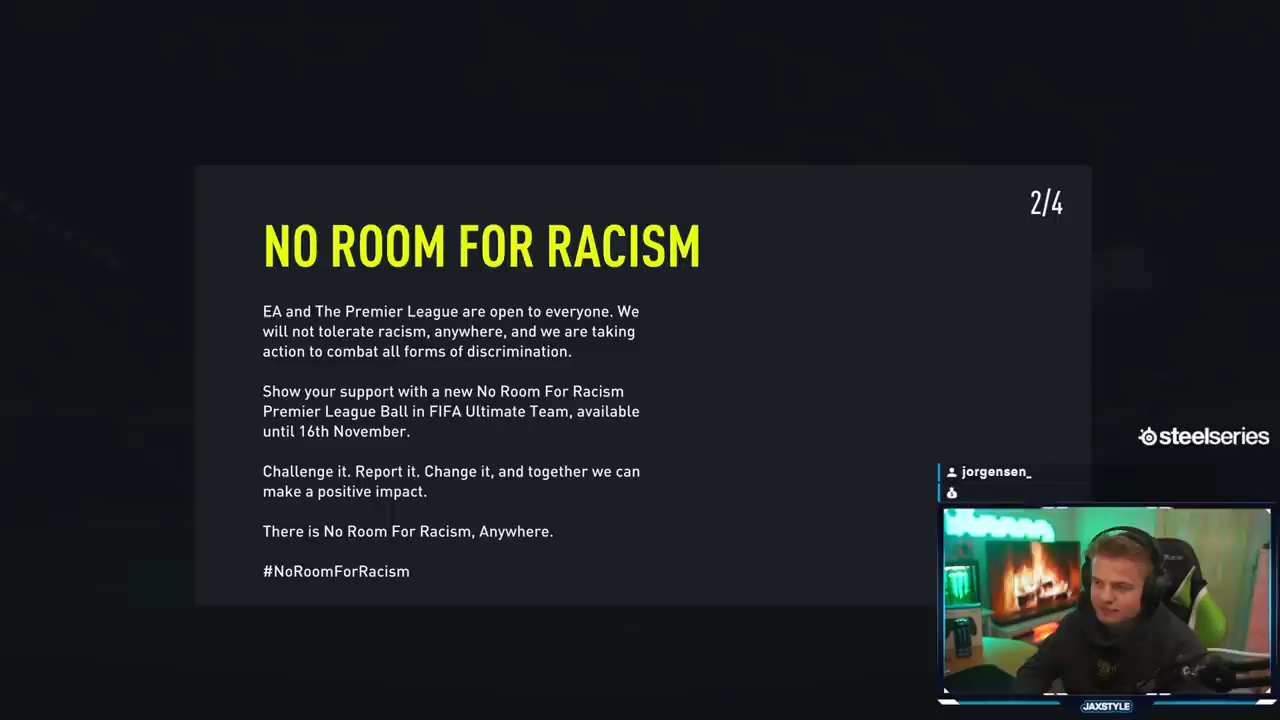 2/4
NO ROOM FOR RACISM
EA and The Premier League are open to everyone. We
will not tolerate racism, anywhere, and we are taking
action to combat all forms of discrimination.
Show your support with a new No Room For Racism
Premier League Ball in FIFA Ultimate Team, available
until 16th November.
Challenge it. Report it. Change it, and together we can
make a positive impact.
There is No Room For Racism, Anywhere.
#NoRoomForRacism
steelseries
jorgensen_
JAXSTYLE